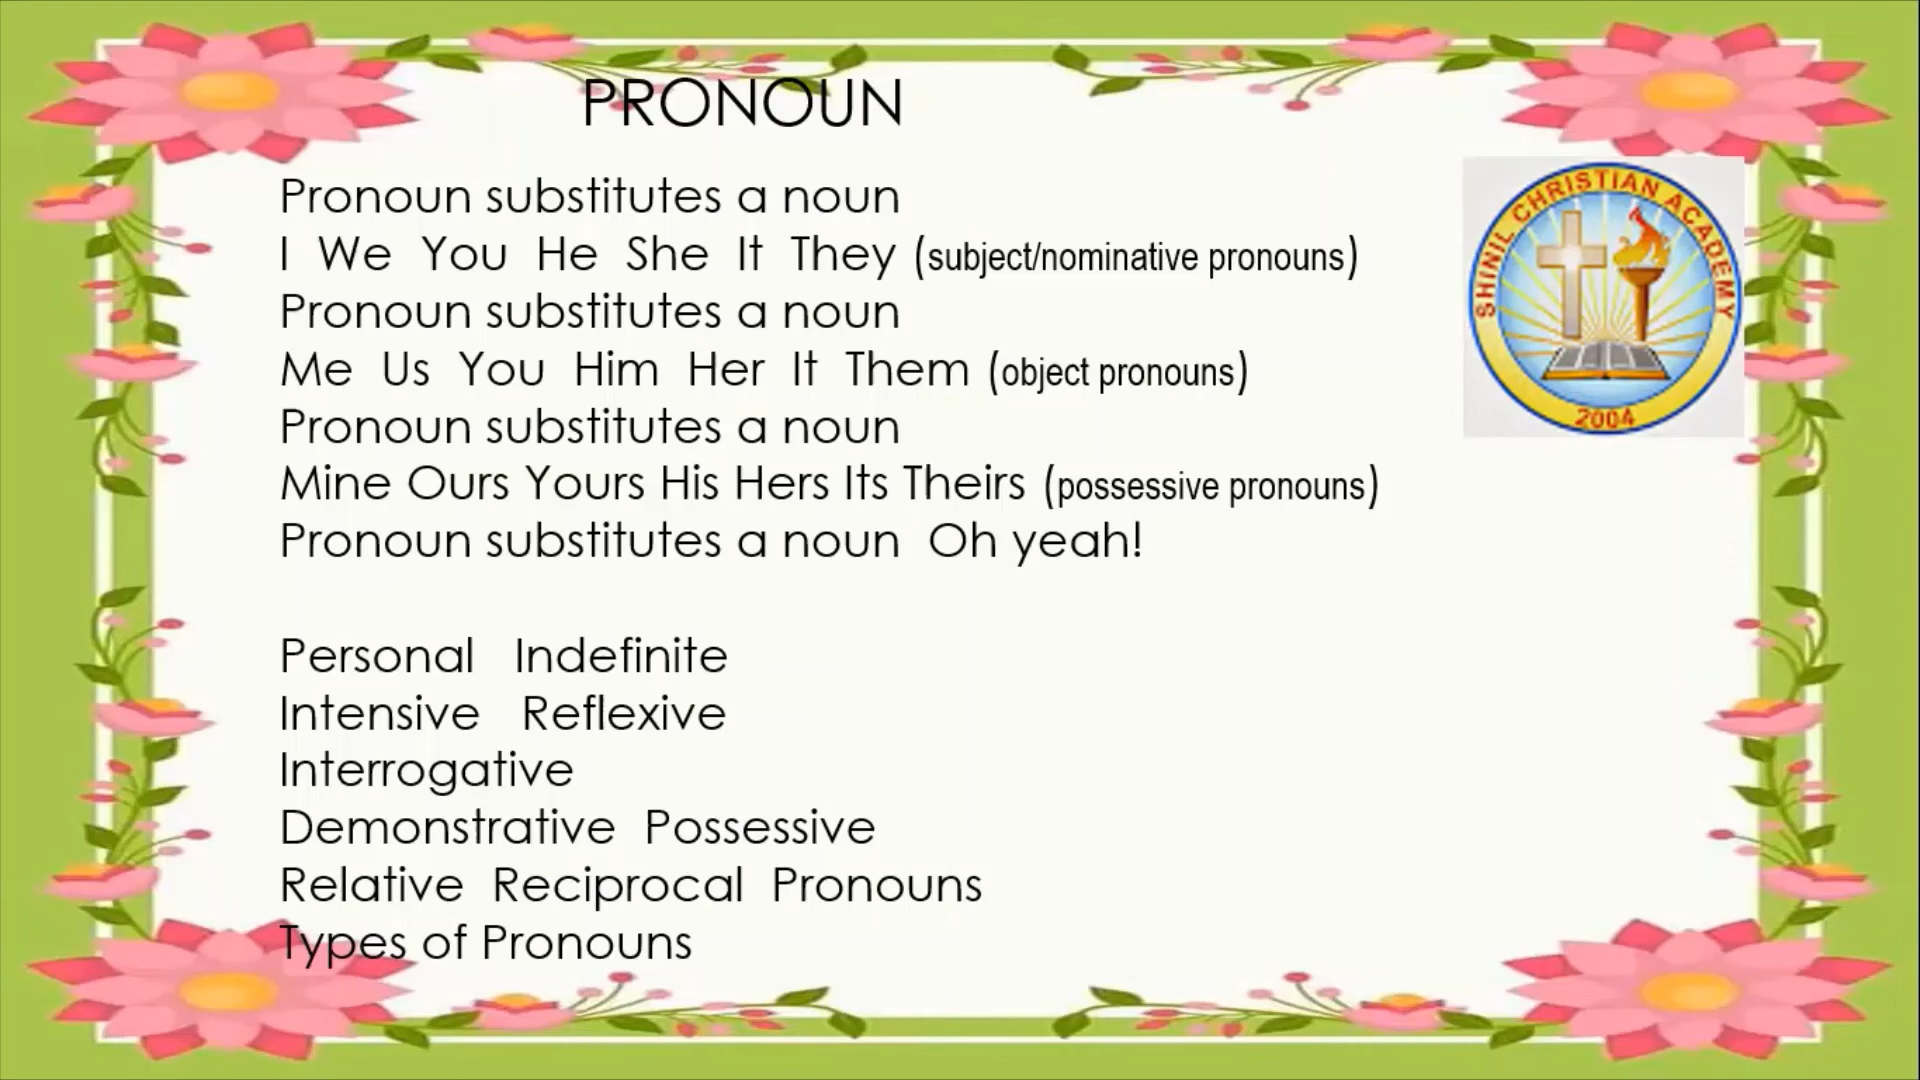 PRONOUN
Pronoun substitutes a noun
I We You He She It They (subject/nominative pronouns)
Pronoun substitutes a noun
Me Us You Him Her It Them (object pronouns)
Pronoun substitutes a noun
Mine Ours Yours His Hers Its Theirs (possessive pronouns)
Pronoun substitutes a noun Oh yeah!
Personal Indefinite
Intensive Reflexive
Interrogative
Demonstrative Possessive
Relative Reciprocal Pronouns
Types of Pronouns
SHINIL CHRISTIAN ACADEMY
2004